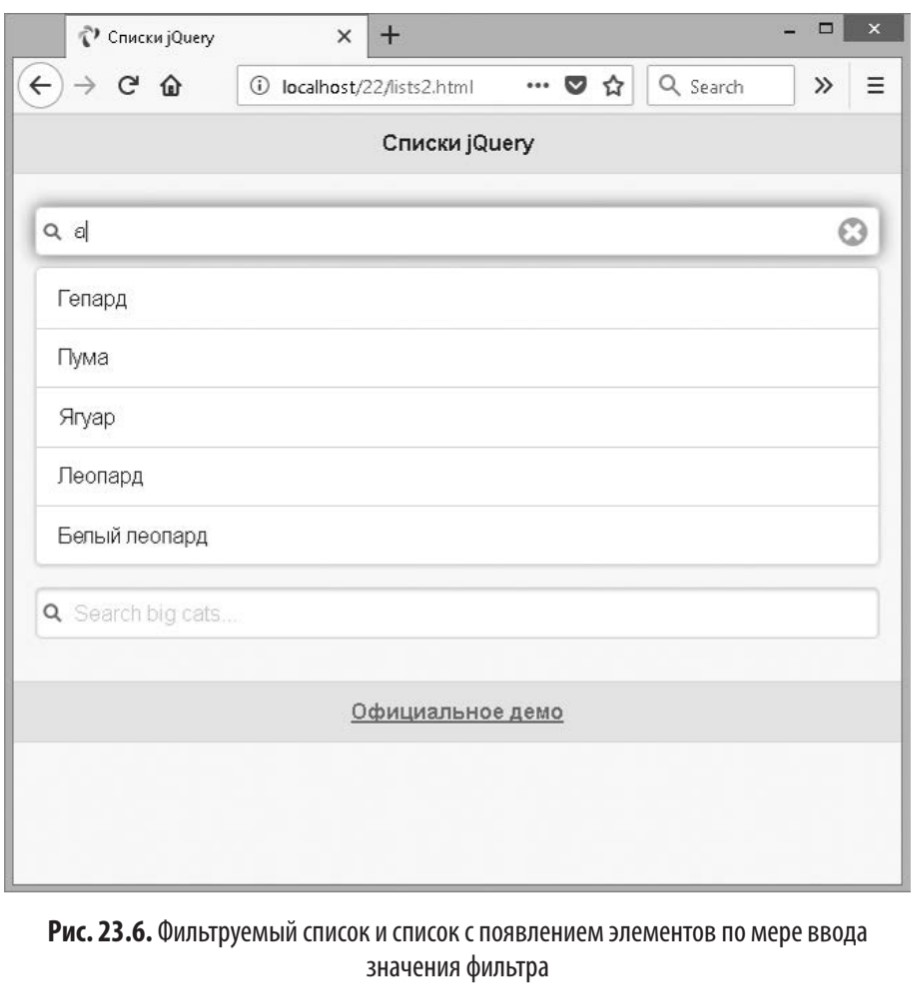 Списки jQuery
localhost/22/lists2.html
Search
Списки jQuery
а
Гепард
Пума
Ягуар
Леопард
Белый леопард
Search big cats...
Официальное демо
Рис. 23.6. Фильтруемый список и список с появлением элементов по мере ввода
значения фильтра